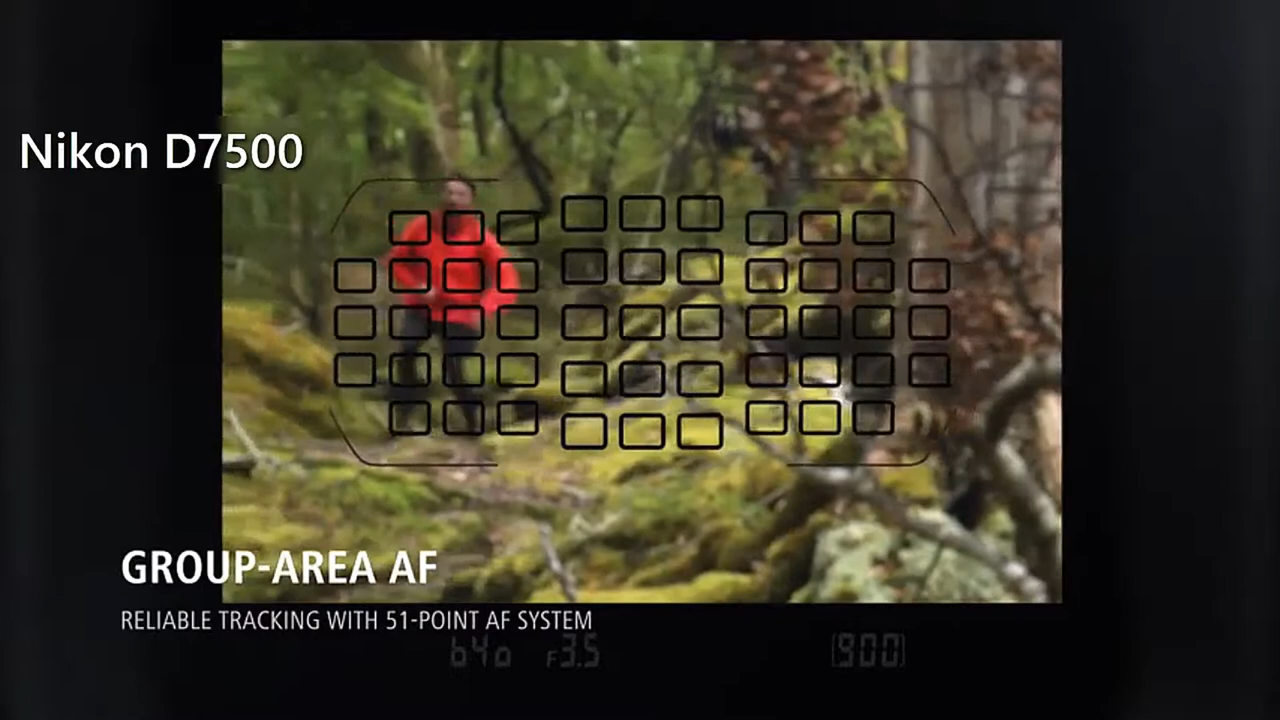 Nikon D7500
GROUP-AREA AF
RELIABLE TRACKING WITH 51-POINT AF SYSTEM
640 F3.5 [900]